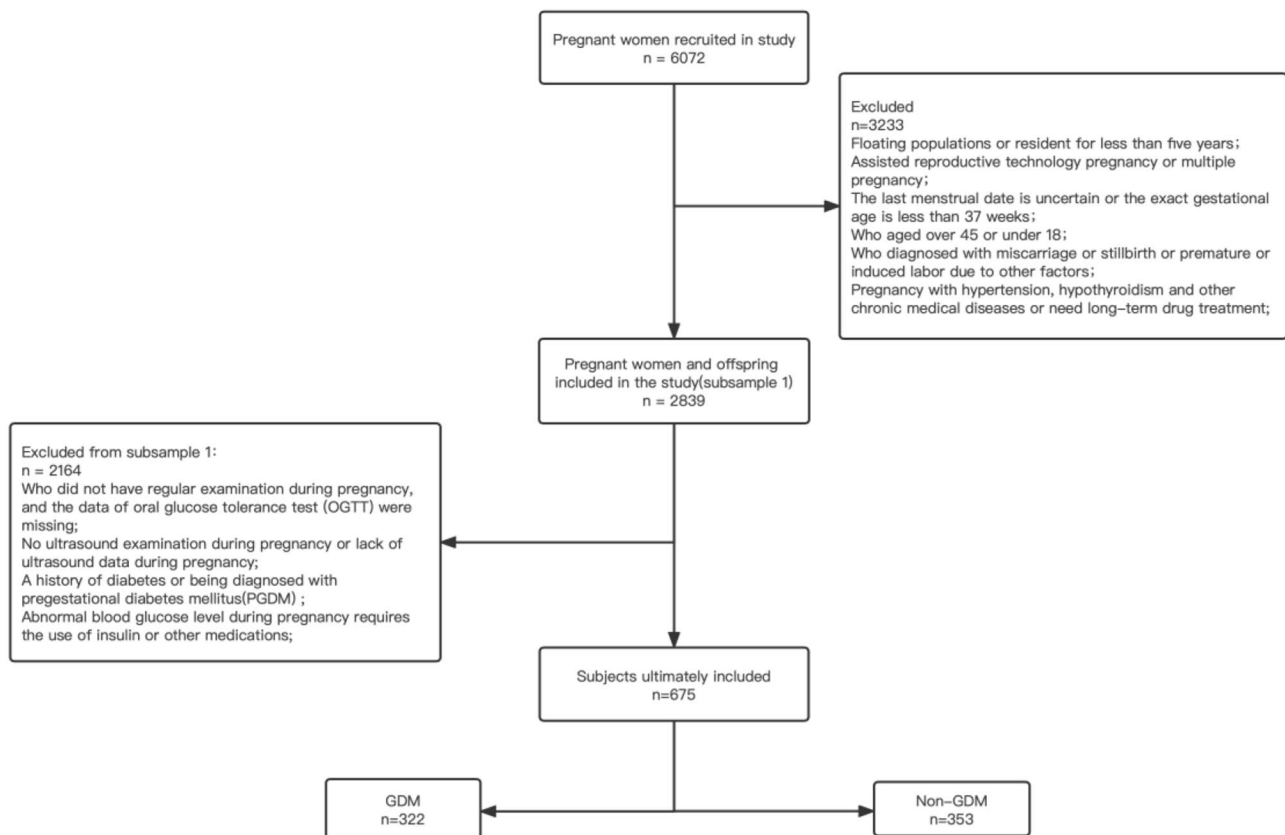 Pregnant women recruited in study
n = 6072
Excluded
n=3233
Floating populations or resident for less than five years;
Assisted reproductive technology pregnancy or multiple
pregnancy;
The last menstrual date is uncertain or the exact gestational
age is less than 37 weeks;
Who aged over 45 or under 18;
Who diagnosed with miscarriage or stillbirth or premature or
induced labor due to other factors;
Pregnancy with hypertension, hypothyroidism and other
chronic medical diseases or need long-term drug treatment;
Pregnant women and offspring
included in the study(subsample 1)
n = 2839
Excluded from subsample 1:
n = 2164
Who did not have regular examination during pregnancy,
and the data of oral glucose tolerance test (OGTT) were
missing;
No ultrasound examination during pregnancy or lack of
ultrasound data during pregnancy;
A history of diabetes or being diagnosed with
pregestational diabetes mellitus(PGDM) ;
Abnormal blood glucose level during pregnancy requires
the use of insulin or other medications;
Subjects ultimately included
n=675
GDM
n=322
Non-GDM
n=353